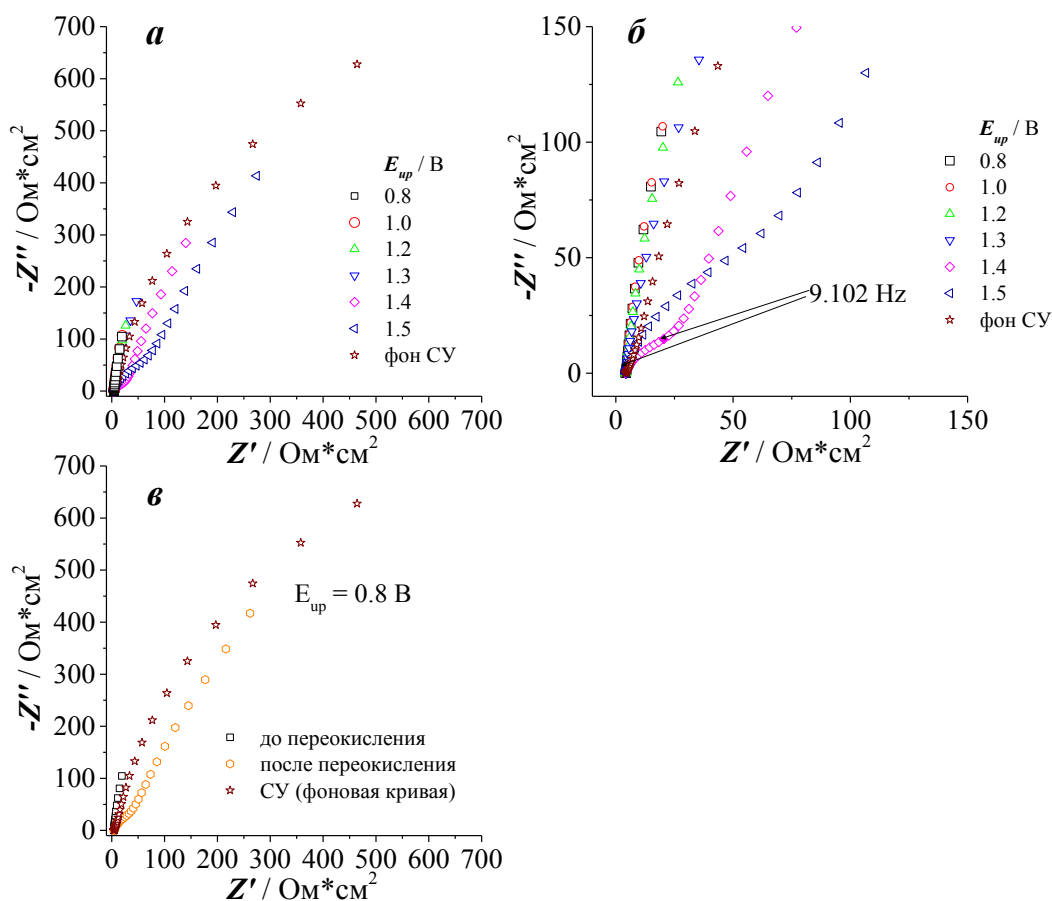 а
700
600
500
400
300
200
100
0
-Z'' / Ом*см²
0 100 200 300 400 500 600 700
Z' / Ом*см²
E_up / В
0.8
1.0
1.2
1.3
1.4
1.5
фон СУ
б
150
100
50
0
-Z'' / Ом*см²
0 50 100 150
Z' / Ом*см²
E_up / В
0.8
1.0
1.2
1.3
1.4
1.5
фон СУ
9.102 Hz
в
700
600
500
400
300
200
100
0
-Z'' / Ом*см²
0 100 200 300 400 500 600 700
Z' / Ом*см²
E_up = 0.8 В
до переокисления
после переокисления
СУ (фоновая кривая)